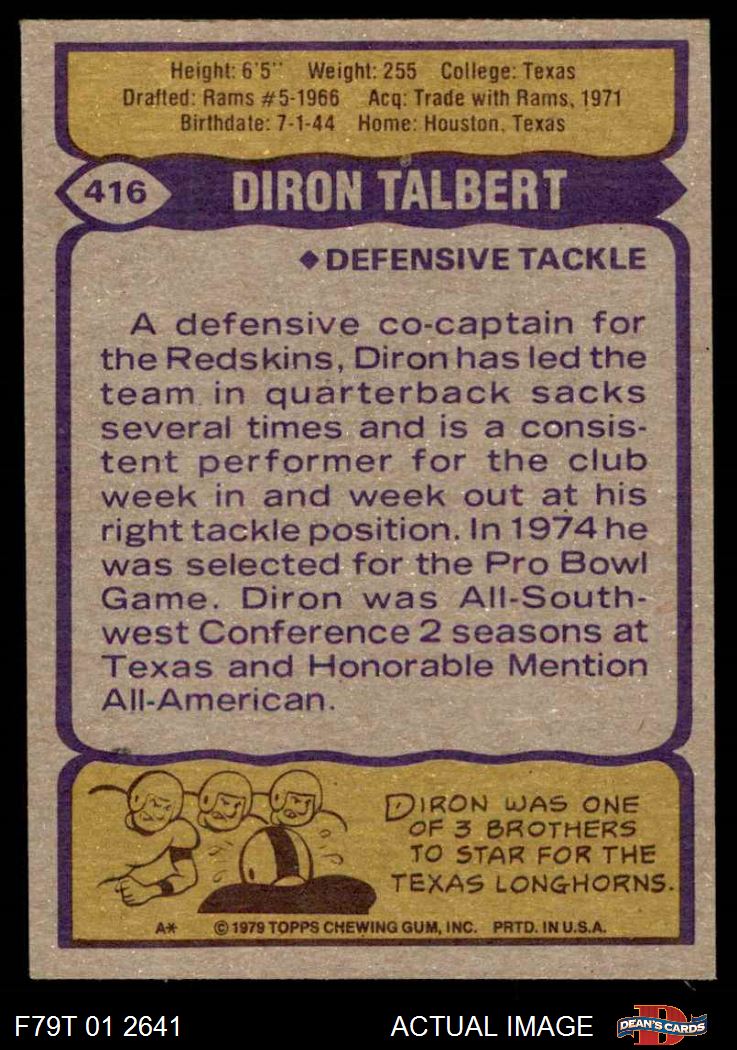 Height: 6'5" Weight: 255 College: Texas
Drafted: Rams #5-1966 Acq: Trade with Rams, 1971
Birthdate: 7-1-44 Home: Houston, Texas
416 DIRON TALBERT
◆DEFENSIVE TACKLE
A defensive co-captain for
the Redskins, Diron has led the
team in quarterback sacks
several times and is a consis-
tent performer for the club
week in and week out at his
right tackle position. In 1974 he
was selected for the Pro Bowl
Game. Diron was All-South-
west Conference 2 seasons at
Texas and Honorable Mention
All-American.
DIRON WAS ONE
OF 3 BROTHERS
TO STAR FOR THE
TEXAS LONGHORNS.
A* © 1979 TOPPS CHEWING GUM, INC. PRTD. IN U.S.A.
F79T 01 2641 ACTUAL IMAGE D DEAN'S CARDS